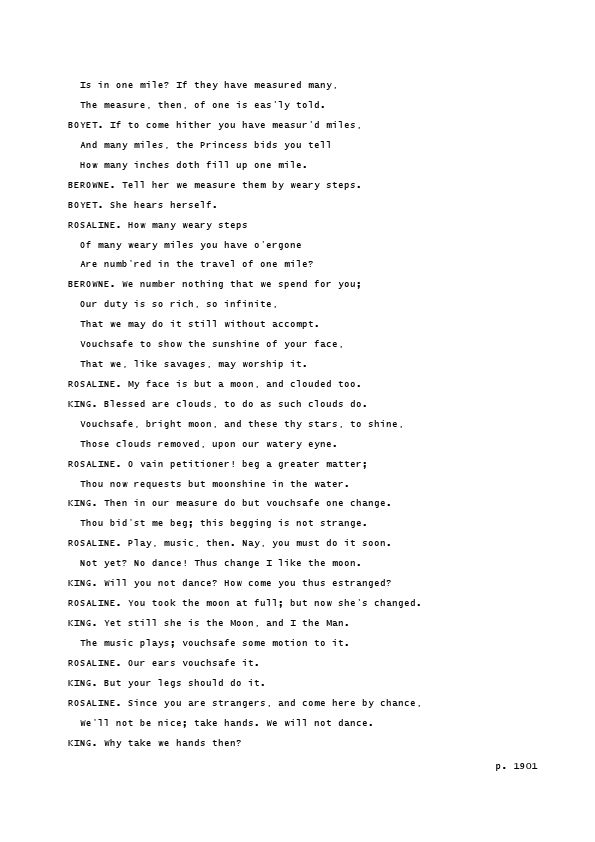 Is in one mile? If they have measured many,
The measure, then, of one is eas'ly told.
BOYET. If to come hither you have measur'd miles,
And many miles, the Princess bids you tell
How many inches doth fill up one mile.
BEROWNE. Tell her we measure them by weary steps.
BOYET. She hears herself.
ROSALINE. How many weary steps
Of many weary miles you have o'ergone
Are numb'red in the travel of one mile?
BEROWNE. We number nothing that we spend for you;
Our duty is so rich, so infinite,
That we may do it still without accompt.
Vouchsafe to show the sunshine of your face,
That we, like savages, may worship it.
ROSALINE. My face is but a moon, and clouded too.
KING. Blessed are clouds, to do as such clouds do.
Vouchsafe, bright moon, and these thy stars, to shine,
Those clouds removed, upon our watery eyne.
ROSALINE. O vain petitioner! beg a greater matter;
Thou now requests but moonshine in the water.
KING. Then in our measure do but vouchsafe one change.
Thou bid'st me beg; this begging is not strange.
ROSALINE. Play, music, then. Nay, you must do it soon.
Not yet? No dance! Thus change I like the moon.
KING. Will you not dance? How come you thus estranged?
ROSALINE. You took the moon at full; but now she's changed.
KING. Yet still she is the Moon, and I the Man.
The music plays; vouchsafe some motion to it.
ROSALINE. Our ears vouchsafe it.
KING. But your legs should do it.
ROSALINE. Since you are strangers, and come here by chance,
We'll not be nice; take hands. We will not dance.
KING. Why take we hands then?
p. 1901